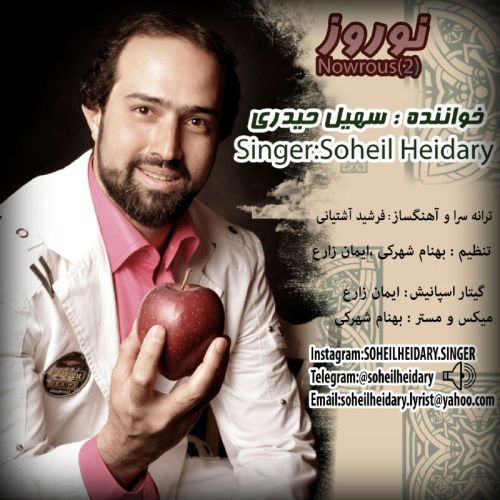 نوروز
Nowrous(2)
خواننده : سهیل حیدری
Singer:Soheil Heidary
ترانه سرا و آهنگساز : فرشید آشتیانی
تنظیم : بهنام شهرکی ،ایمان زارع
گیتار اسپانیش : ایمان زارع
میکس و مستر : بهنام شهرکی
Instagram:SOHEILHEIDARY.SINGER
Telegram:@soheilheidary
Email:soheilheidary.lyrist@yahoo.com